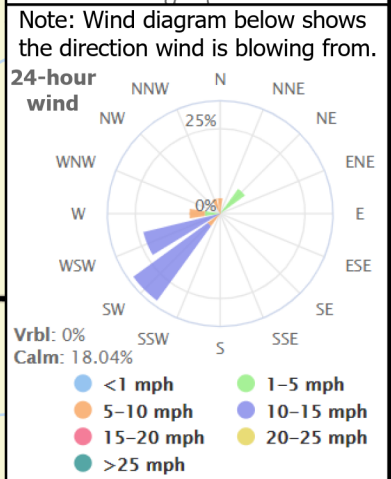 Note: Wind diagram below shows
the direction wind is blowing from.
24-hour
wind
N
NNW
NNE
NW
NE
25%
WNW
ENE
0%
W
E
WSW
ESE
SW
SE
SSW
SSE
S
Vrbl: 0%
Calm: 18.04%
<1 mph
1-5 mph
5-10 mph
10-15 mph
15-20 mph
20-25 mph
>25 mph